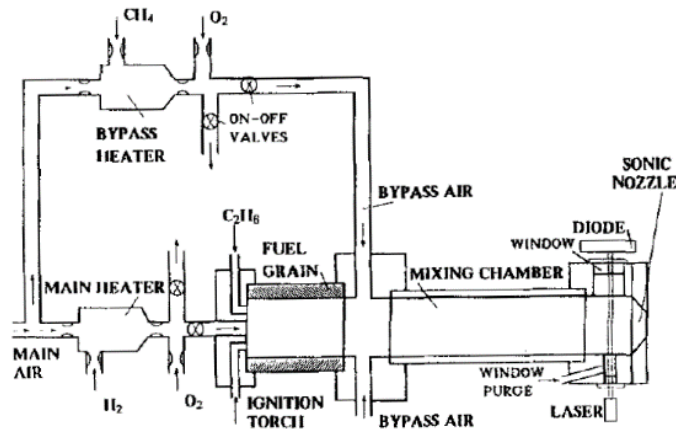 CH₄
O₂
BYPASS
HEATER
ON-OFF
VALVES
SONIC
NOZZLE
BYPASS AIR
C₂H₆
DIODE
WINDOW
FUEL
GRAIN
MIXING CHAMBER
MAIN HEATER
MAIN
AIR
H₂
O₂
IGNITION
TORCH
BYPASS AIR
WINDOW
PURGE
LASER